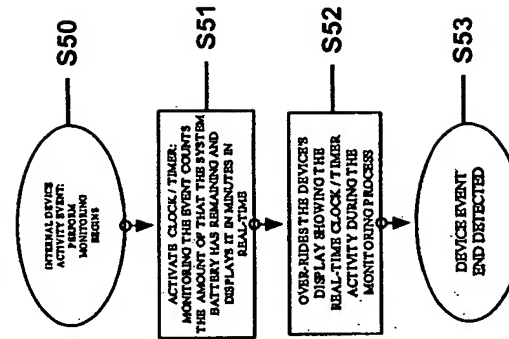 S50
INTERNAL DEVICE
ACTIVITY EVENT:
MONITORING
BEGINS
S51
ACTIVATE CLOCK / TIMER:
MONITORING THE EVENT COUNTS
THE AMOUNT OF THAT THE SYSTEM
BATTERY HAS REMAINING AND
DISPLAYS IT IN MINUTES IN
REAL-TIME
S52
OVER-RIDES THE DEVICE'S
DISPLAY SHOWING THE
REAL-TIME CLOCK / TIMER
ACTIVITY DURING THE
MONITORING PROCESS
S53
DEVICE EVENT
END DETECTED